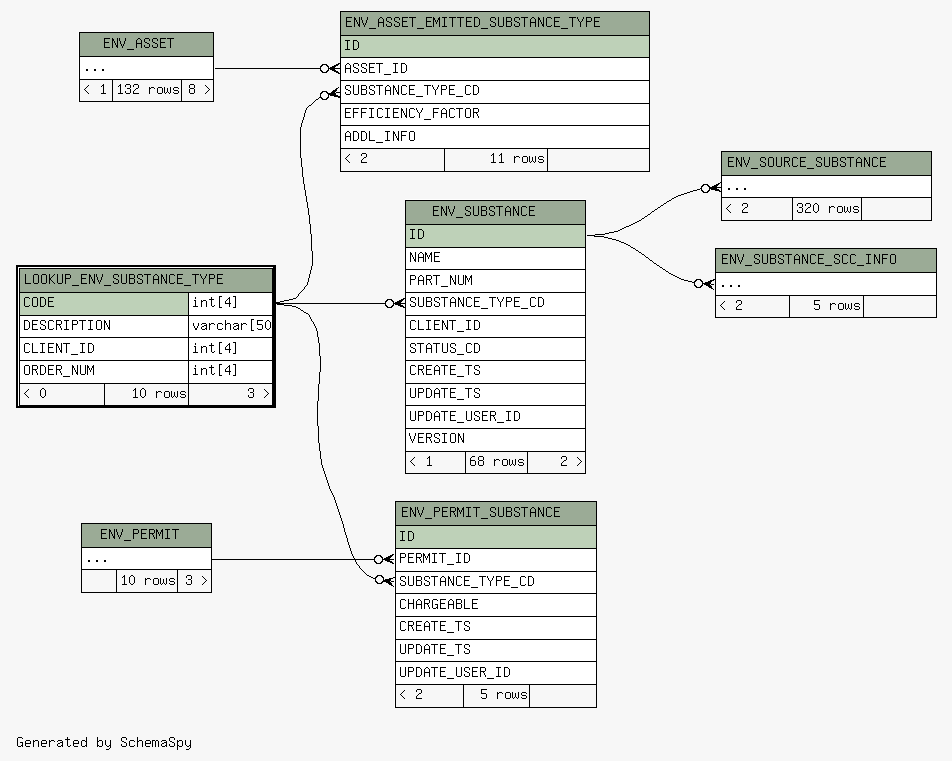 ENV_ASSET
...
< 1 132 rows 8 >
ENV_ASSET_EMITTED_SUBSTANCE_TYPE
ID
ASSET_ID
SUBSTANCE_TYPE_CD
EFFICIENCY_FACTOR
ADDL_INFO
< 2 11 rows
LOOKUP_ENV_SUBSTANCE_TYPE
CODE int[4]
DESCRIPTION varchar[50
CLIENT_ID int[4]
ORDER_NUM int[4]
< 0 10 rows 3 >
ENV_SUBSTANCE
ID
NAME
PART_NUM
SUBSTANCE_TYPE_CD
CLIENT_ID
STATUS_CD
CREATE_TS
UPDATE_TS
UPDATE_USER_ID
VERSION
< 1 68 rows 2 >
ENV_SOURCE_SUBSTANCE
...
< 2 320 rows
ENV_SUBSTANCE_SCC_INFO
...
< 2 5 rows
ENV_PERMIT
...
10 rows 3 >
ENV_PERMIT_SUBSTANCE
ID
PERMIT_ID
SUBSTANCE_TYPE_CD
CHARGEABLE
CREATE_TS
UPDATE_TS
UPDATE_USER_ID
< 2 5 rows
Generated by SchemaSpy